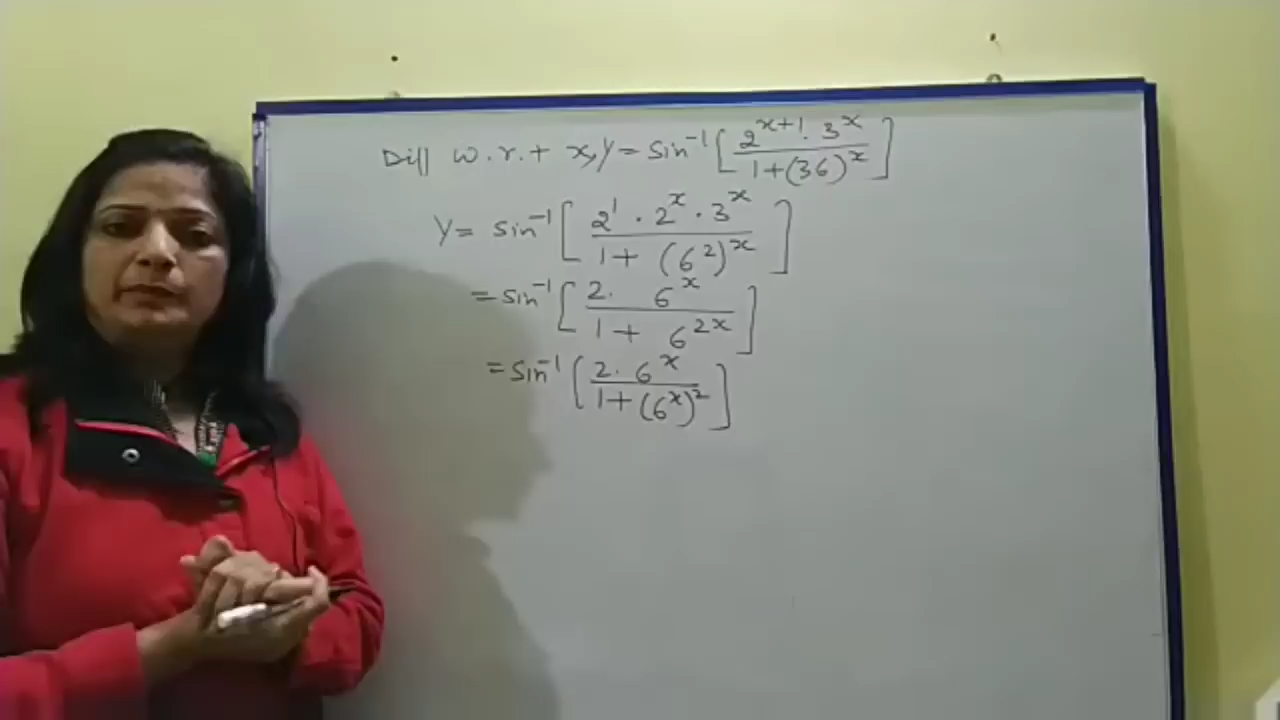 Diff w.r.t x, y = sin⁻¹[2^(x+1) . 3^x / 1+(36)^x]
Y = sin⁻¹[2¹ . 2^x . 3^x / 1+ (6²)^x]
= sin⁻¹[2. 6^x / 1+ 6^(2x)]
= sin⁻¹[2. 6^x / 1+(6^x)²]